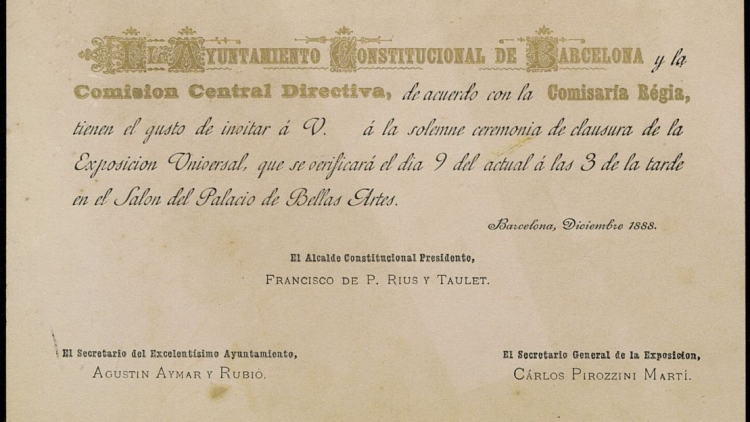 El Ayuntamiento Constitucional de Barcelona y la
Comision Central Directiva, de acuerdo con la Comisaría Régia,
tienen el gusto de invitar á V. á la solemne ceremonia de clausura de la
Exposicion Universal, que se verificará el dia 9 del actual á las 3 de la tarde
en el Salon del Palacio de Bellas Artes.
Barcelona, Diciembre 1888.
El Alcalde Constitucional Presidente,
Francisco de P. Rius y Taulet.
El Secretario del Excelentísimo Ayuntamiento,
Agustin Aymar y Rubió.
El Secretario General de la Exposicion,
Cárlos Pirozzini Martí.